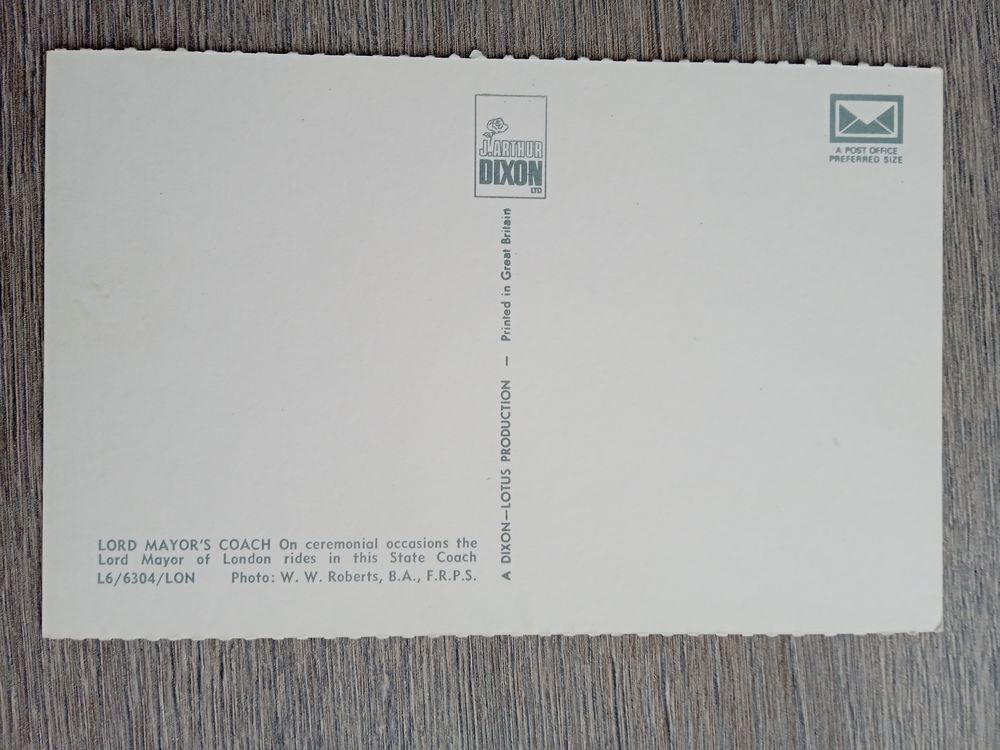 J. ARTHUR
DIXON
LTD
A POST OFFICE
PREFERRED SIZE
A DIXON—LOTUS PRODUCTION — Printed in Great Britain
LORD MAYOR'S COACH On ceremonial occasions the
Lord Mayor of London rides in this State Coach
L6/6304/LON Photo: W. W. Roberts, B.A., F.R.P.S.